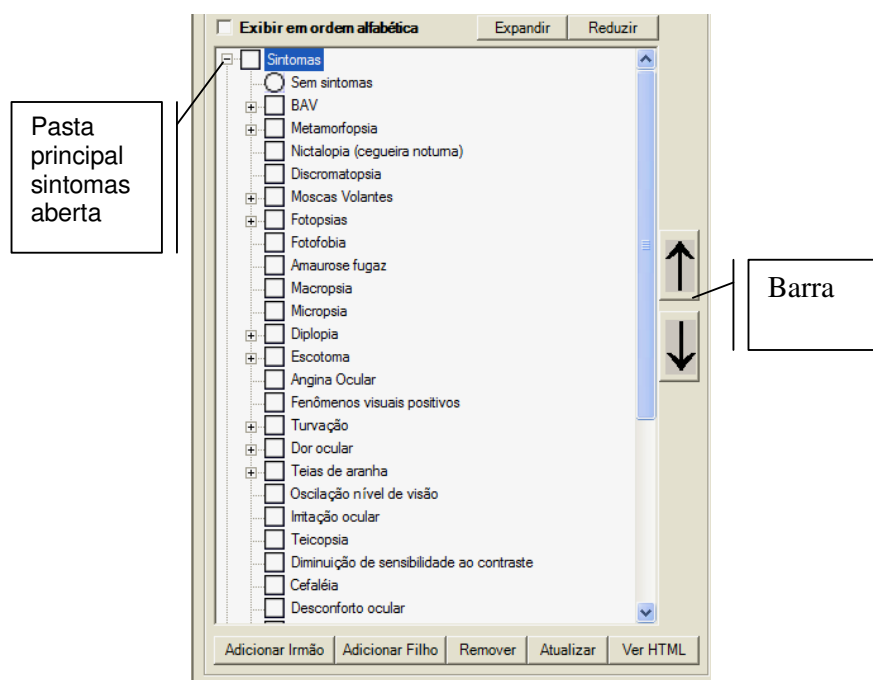 Exibir em ordem alfabética
Expandir
Reduzir
Sintomas
Sem sintomas
BAV
Metamorfopsia
Nictalopia (cegueira noturna)
Discromatopsia
Moscas Volantes
Fotopsias
Fotofobia
Amaurose fugaz
Macropsia
Micropsia
Diplopia
Escotoma
Angina Ocular
Fenômenos visuais positivos
Turvação
Dor ocular
Teias de aranha
Oscilação nível de visão
Irritação ocular
Teicopsia
Diminuição de sensibilidade ao contraste
Cefaléia
Desconforto ocular
Adicionar Irmão
Adicionar Filho
Remover
Atualizar
Ver HTML
Pasta
principal
sintomas
aberta
Barra